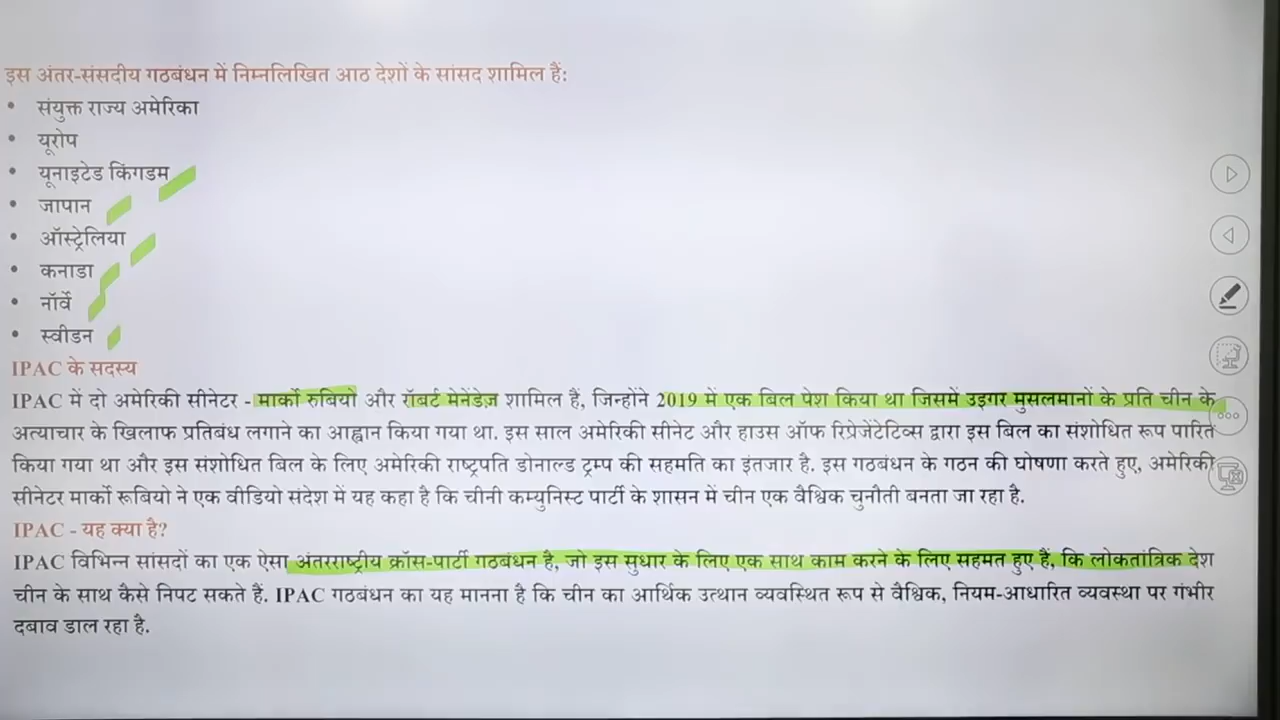 इस अंतर-संसदीय गठबंधन में निम्नलिखित आठ देशों के सांसद शामिल हैं:
• संयुक्त राज्य अमेरिका
• यूरोप
• यूनाइटेड किंगडम
• जापान
• ऑस्ट्रेलिया
• कनाडा
• नॉर्वे
• स्वीडन
IPAC के सदस्य
IPAC में दो अमेरिकी सीनेटर - मार्को रुबियो और रॉबर्ट मेनेंडेज़ शामिल हैं, जिन्होंने 2019 में एक बिल पेश किया था जिसमें उइगर मुसलमानों के प्रति चीन के
अत्याचार के खिलाफ प्रतिबंध लगाने का आह्वान किया गया था. इस साल अमेरिकी सीनेट और हाउस ऑफ रिप्रेजेंटेटिव्स द्वारा इस बिल का संशोधित रूप पारित
किया गया था और इस संशोधित बिल के लिए अमेरिकी राष्ट्रपति डोनाल्ड ट्रम्प की सहमति का इंतजार है. इस गठबंधन के गठन की घोषणा करते हुए, अमेरिकी
सीनेटर मार्को रूबियो ने एक वीडियो संदेश में यह कहा है कि चीनी कम्युनिस्ट पार्टी के शासन में चीन एक वैश्विक चुनौती बनता जा रहा है.
IPAC - यह क्या है?
IPAC विभिन्न सांसदों का एक ऐसा अंतरराष्ट्रीय क्रॉस-पार्टी गठबंधन है, जो इस सुधार के लिए एक साथ काम करने के लिए सहमत हुए हैं, कि लोकतांत्रिक देश
चीन के साथ कैसे निपट सकते हैं. IPAC गठबंधन का यह मानना है कि चीन का आर्थिक उत्थान व्यवस्थित रूप से वैश्विक, नियम-आधारित व्यवस्था पर गंभीर
दबाव डाल रहा है.